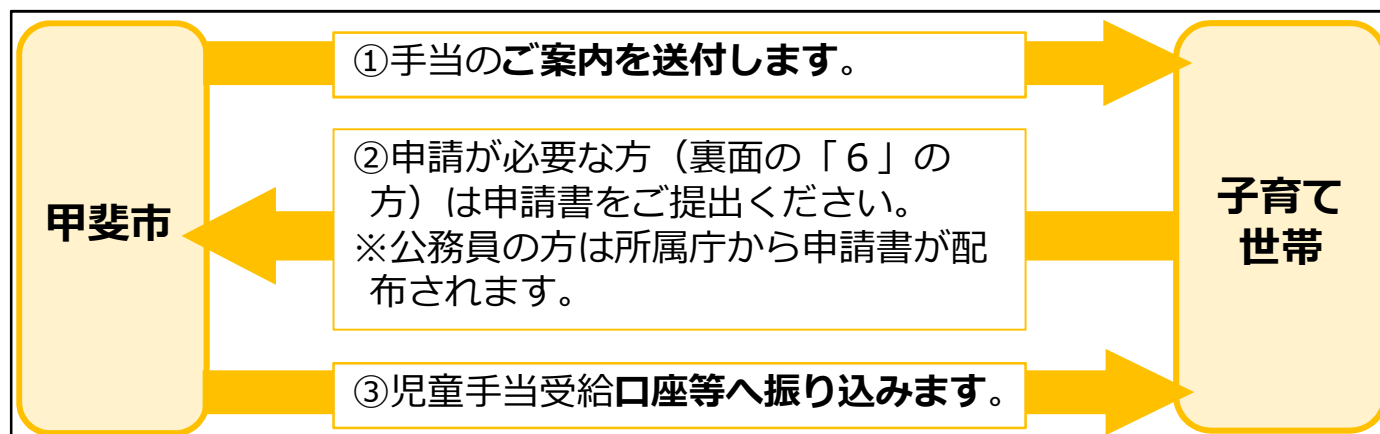 甲斐市
①手当のご案内を送付します。
②申請が必要な方（裏面の「６」の
方）は申請書をご提出ください。
※公務員の方は所属庁から申請書が配
布されます。
③児童手当受給口座等へ振り込みます。
子育て
世帯